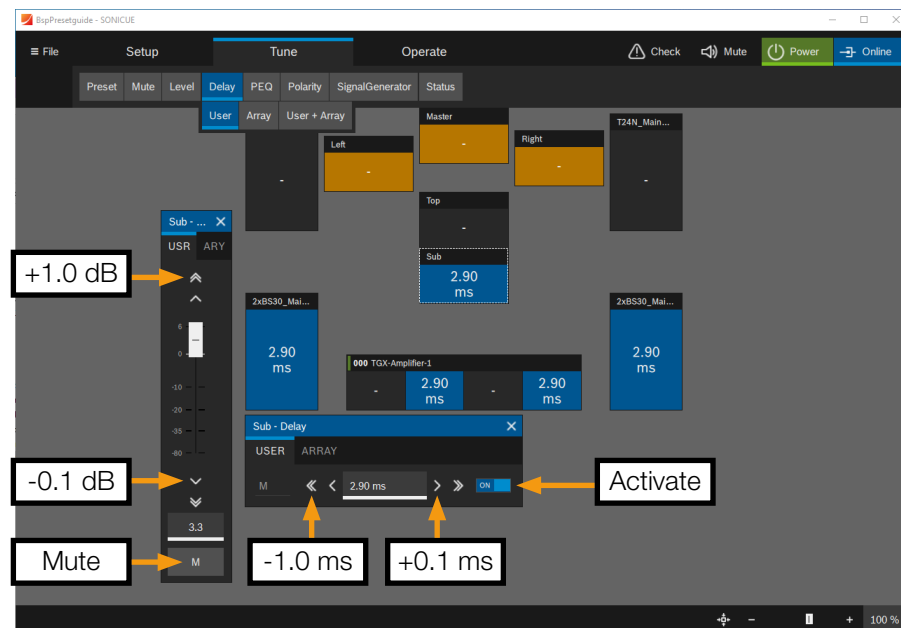 BspPresetguide - SONICUE
≡ File Setup Tune Operate Check Mute Power Online
Preset Mute Level Delay PEQ Polarity SignalGenerator Status
User Array User + Array
Master
-
T24N_Main...
-
Left
-
Right
-
-
Top
-
Sub
2.90
ms
Sub - ...
USR ARY
+1.0 dB
6
0
-10
-20
-35
-80
-0.1 dB
3.3
Mute
M
2xBS30_Mai...
2.90
ms
2xBS30_Mai...
2.90
ms
000 TGX-Amplifier-1
- 2.90 - 2.90
ms ms
Sub - Delay
USER ARRAY
M 2.90 ms ON
Activate
-1.0 ms
+0.1 ms
- + 100 %